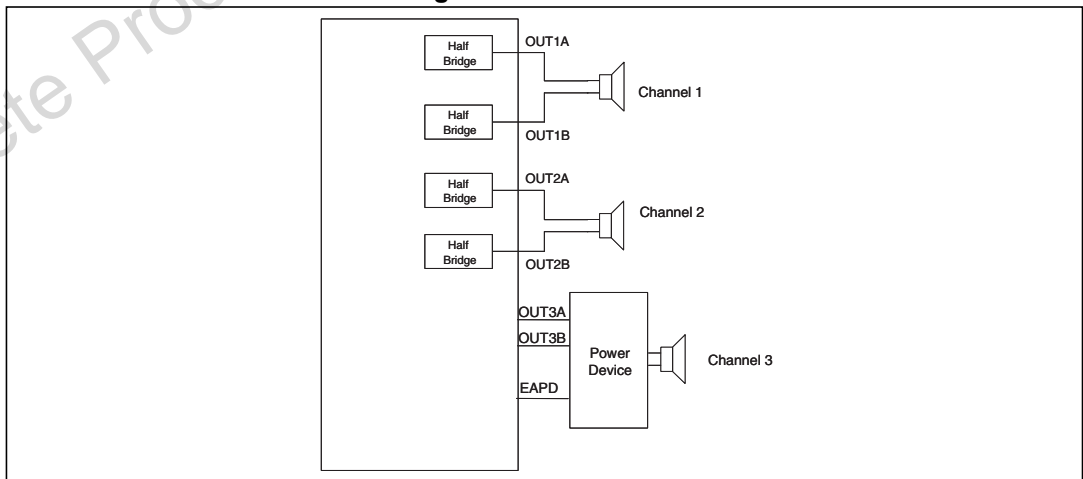 Half
Bridge
OUT1A
Channel 1
Half
Bridge
OUT1B
Half
Bridge
OUT2A
Channel 2
Half
Bridge
OUT2B
OUT3A
OUT3B
Power
Device
Channel 3
EAPD